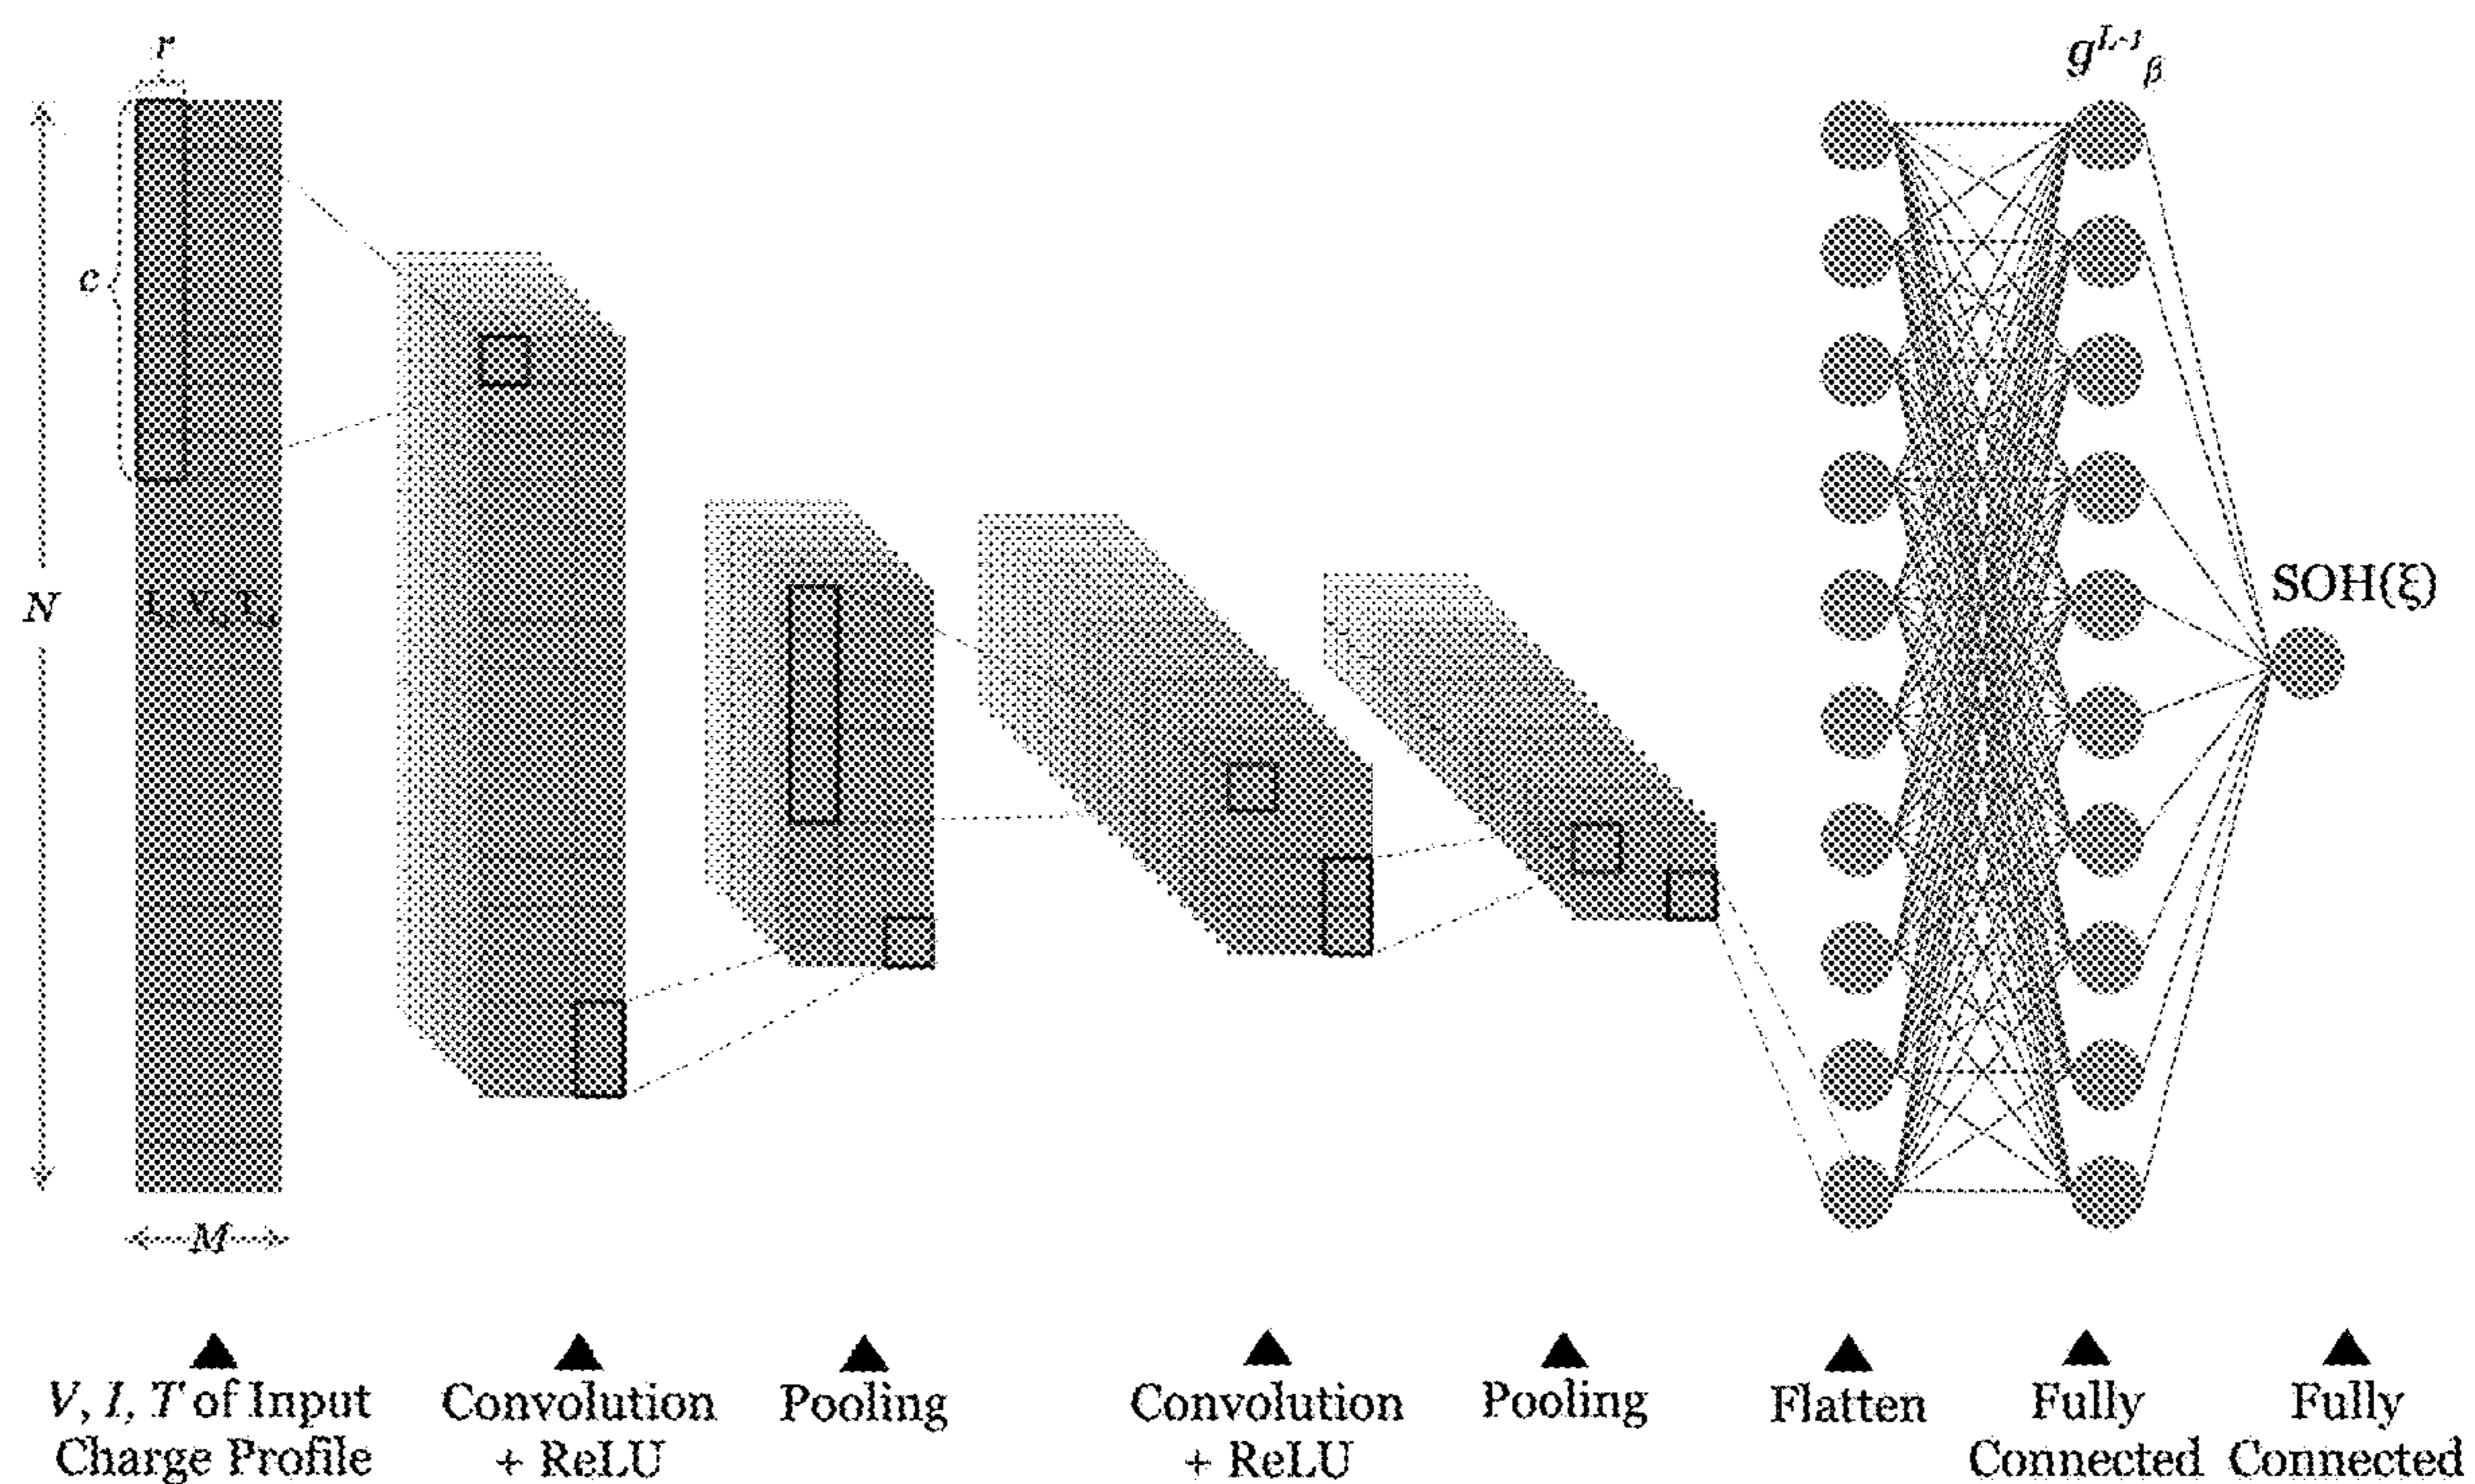 r
g^{L-1}_β
c
N
SOH(ξ)
M
V, I, T of Input
Charge Profile
Convolution
+ ReLU
Pooling
Convolution
+ ReLU
Pooling
Flatten
Fully
Connected
Fully
Connected